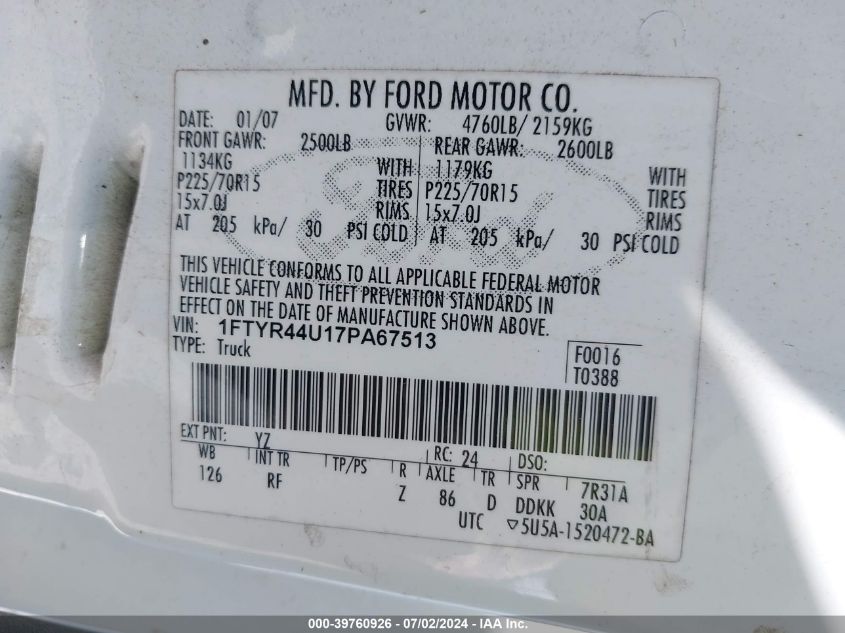 MFD. BY FORD MOTOR CO.
DATE: 01/07 GVWR: 4760LB/ 2159KG
FRONT GAWR: 2500LB REAR GAWR: 2600LB
1134KG WITH 1179KG WITH
P225/70R15 TIRES P225/70R15 TIRES
15x7.0J RIMS 15x7.0J RIMS
AT 205 kPa/ 30 PSI COLD AT 205 kPa/ 30 PSI COLD
Ford
THIS VEHICLE CONFORMS TO ALL APPLICABLE FEDERAL MOTOR
VEHICLE SAFETY AND THEFT PREVENTION STANDARDS IN
EFFECT ON THE DATE OF MANUFACTURE SHOWN ABOVE.
VIN: 1FTYR44U17PA67513
TYPE: Truck
F0016
T0388
EXT PNT: YZ RC: 24 DSO:
WB INT TR TP/PS R AXLE TR SPR 7R31A
126 RF Z 86 D DDKK 30A
UTC ▽5U5A-1520472-BA
000-39760926 - 07/02/2024 - IAA Inc.